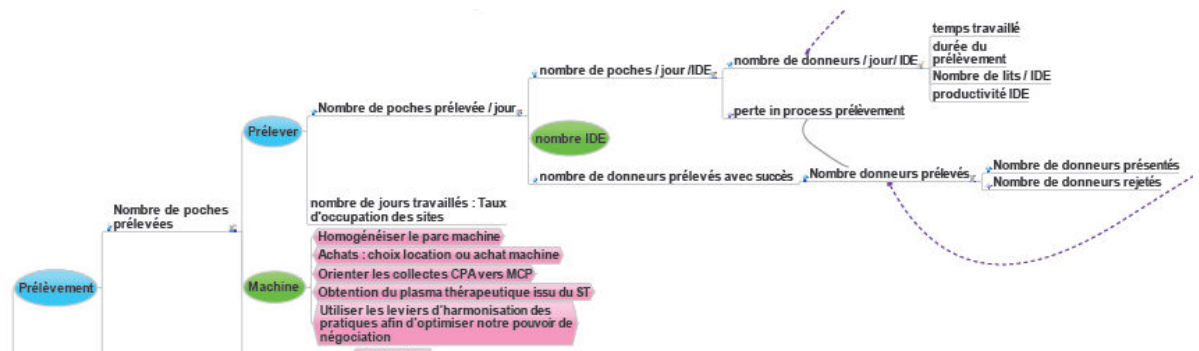 temps travaillé
durée du
prélèvement
nombre de donneurs / jour/ IDE
Nombre de lits / IDE
nombre de poches / jour /IDE
productivité IDE
Nombre de poches prélevée / jour
perte in process prélèvement
Prélever
nombre IDE
Nombre de donneurs présentés
nombre de donneurs prélevés avec succès
Nombre donneurs prélevés
Nombre de donneurs rejetés
nombre de jours travaillés : Taux
d'occupation des sites
Nombre de poches
prélevées
Homogénéiser le parc machine
Achats : choix location ou achat machine
Orienter les collectes CPA vers MCP
Prélèvement
Machine
Obtention du plasma thérapeutique issu du ST
Utiliser les leviers d'harmonisation des
pratiques afin d'optimiser notre pouvoir de
négociation